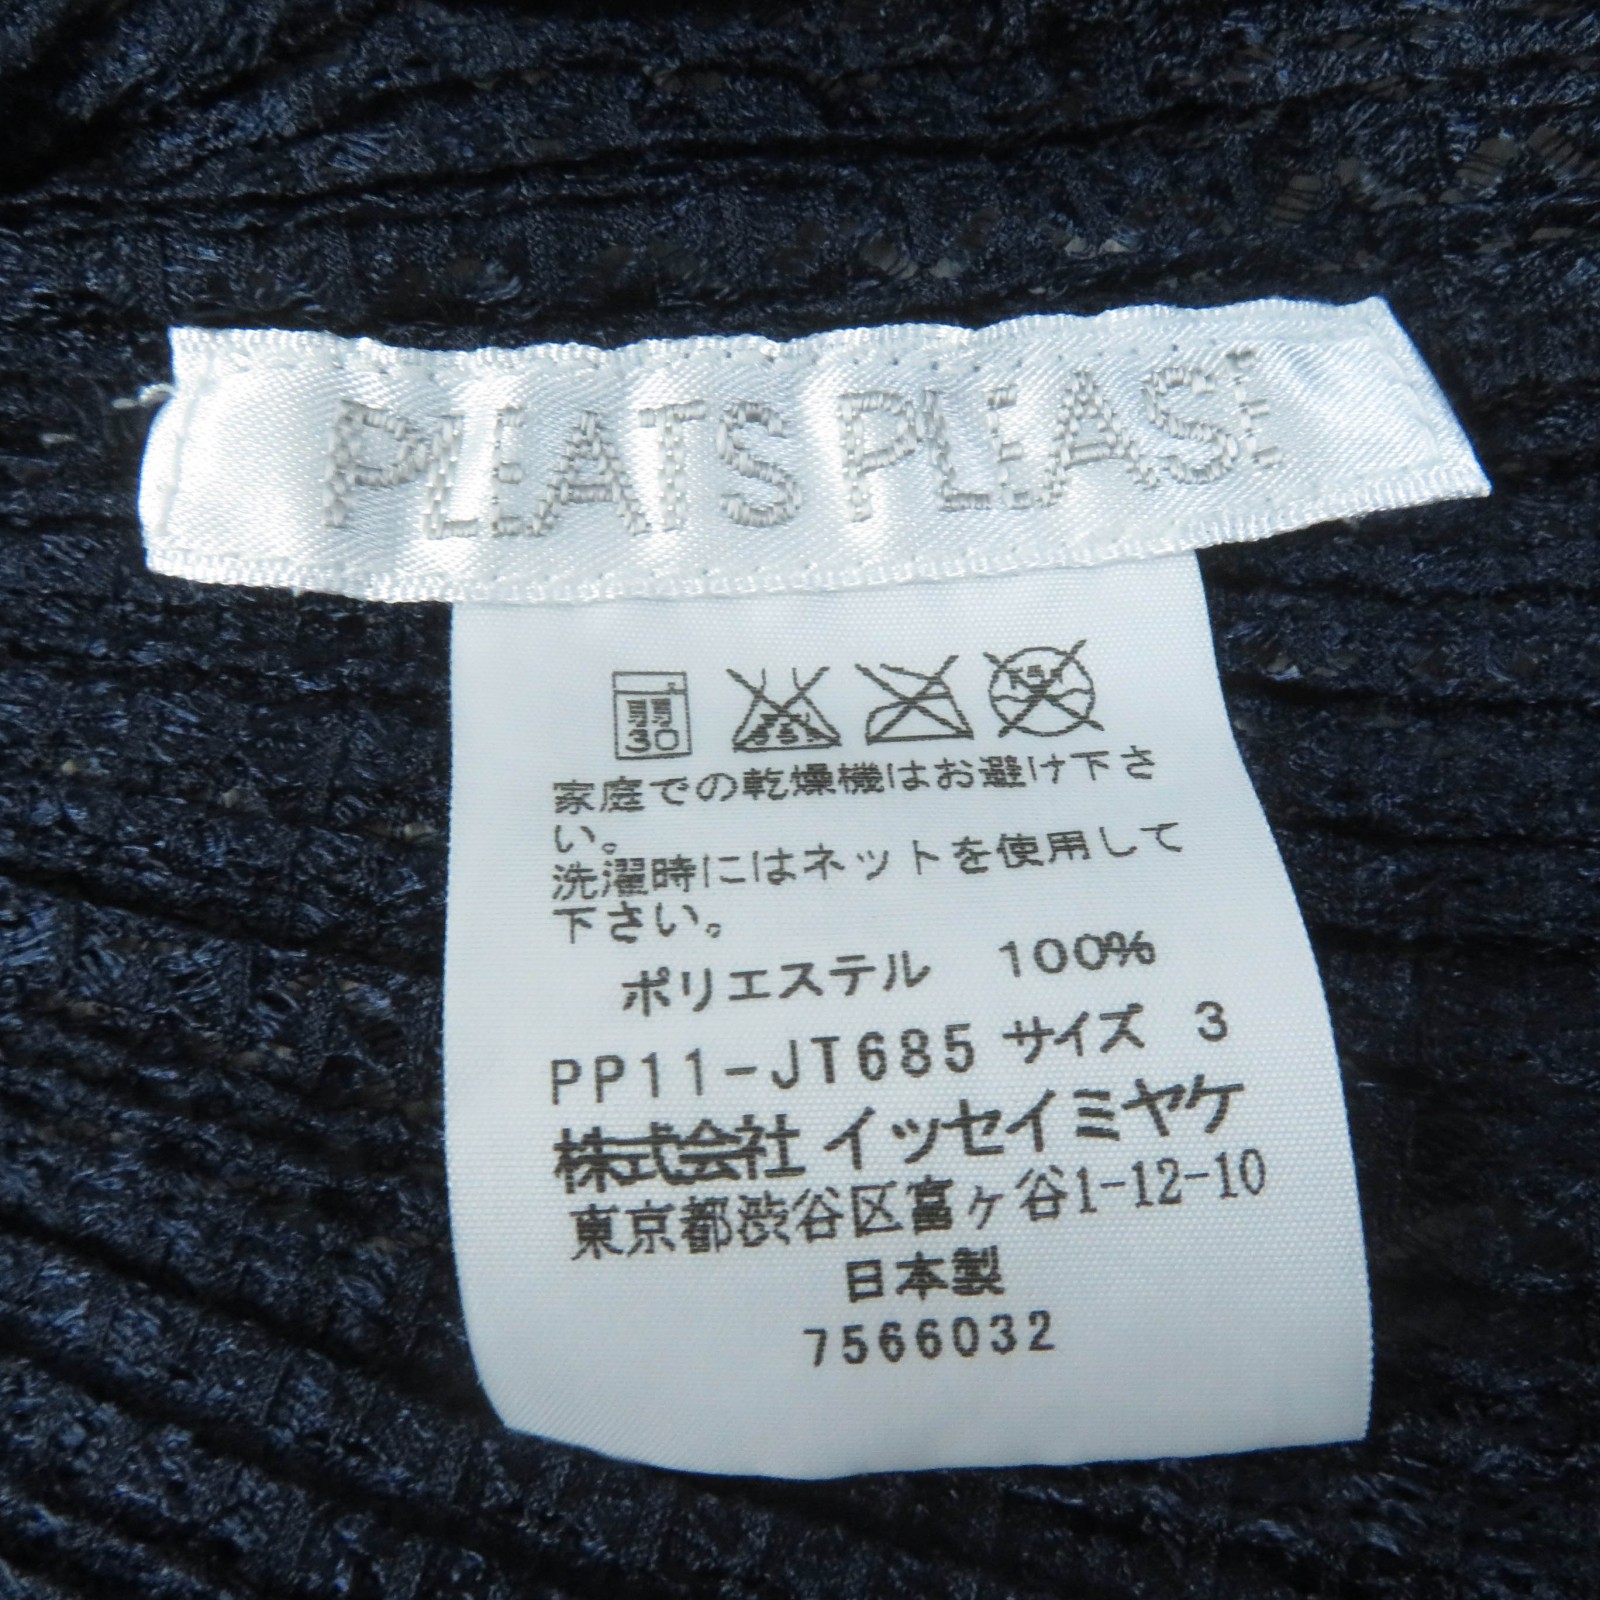 PLEATS PLEASE
弱
30
家庭での乾燥機はお避け下さ
い。
洗濯時にはネットを使用して
下さい。
ポリエステル 100%
PP11-JT685 サイズ 3
株式会社 イッセイミヤケ
東京都渋谷区富ヶ谷1-12-10
日本製
7566032